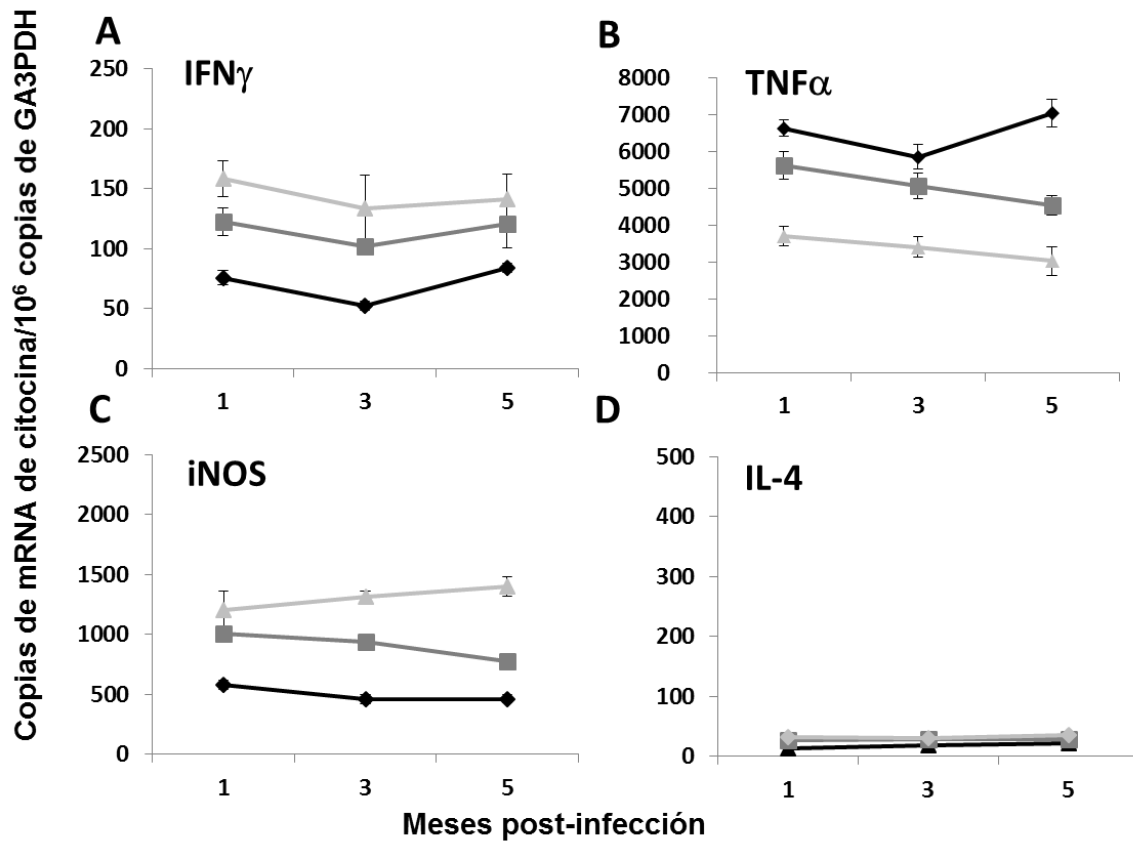 Copias de mRNA de citocina/10⁶ copias de GA3PDH
A
IFNγ
250
200
150
100
50
0
1 3 5
B
TNFα
8000
7000
6000
5000
4000
3000
2000
1000
0
1 3 5
C
iNOS
2500
2000
1500
1000
500
0
1 3 5
D
IL-4
500
400
300
200
100
0
1 3 5
Meses post-infección